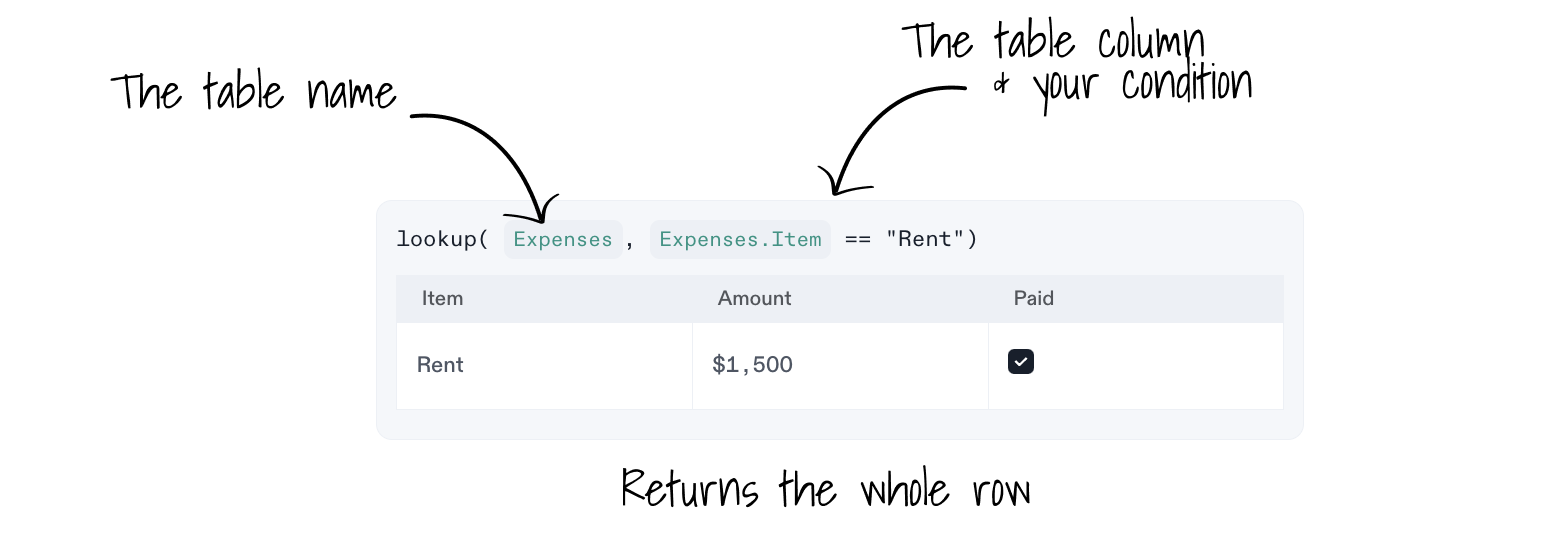 The table column
& your condition
The table name
lookup( Expenses, Expenses.Item == "Rent")
Item Amount Paid
Rent $1,500
Returns the whole row